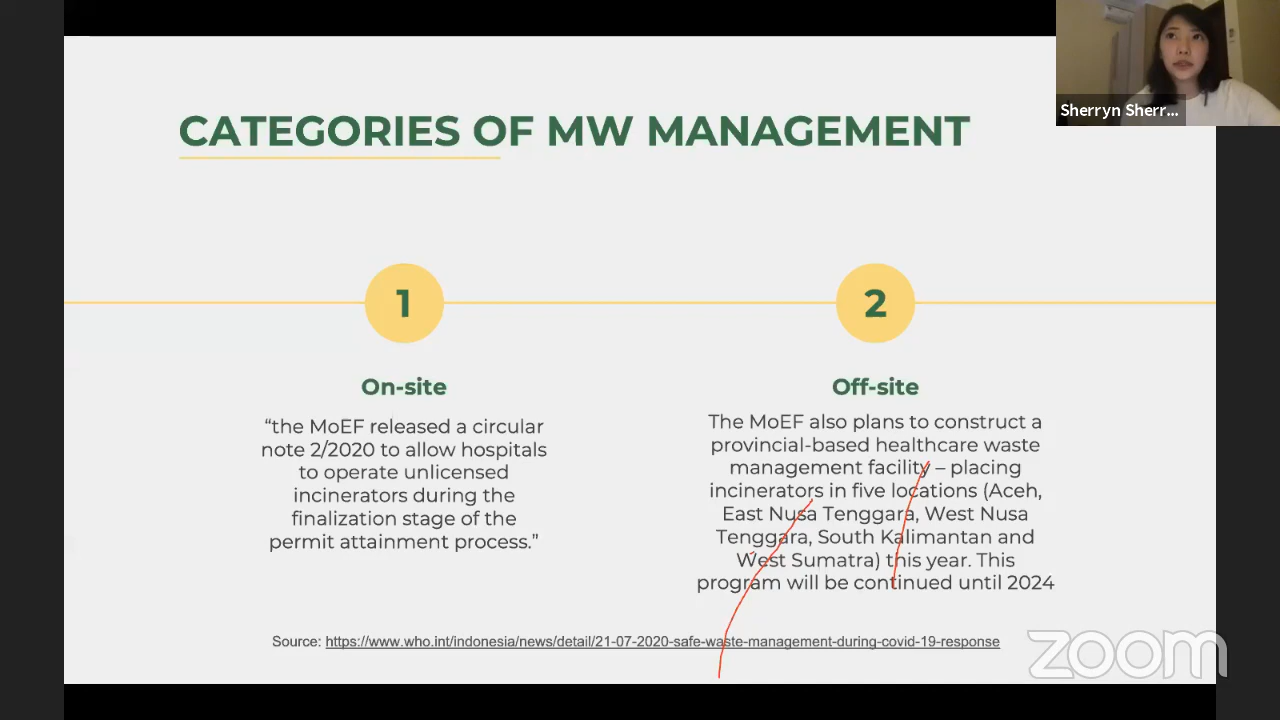 Sherryn Sherr...
CATEGORIES OF MW MANAGEMENT
1
On-site
“the MoEF released a circular
note 2/2020 to allow hospitals
to operate unlicensed
incinerators during the
finalization stage of the
permit attainment process.”
2
Off-site
The MoEF also plans to construct a
provincial-based healthcare waste
management facility – placing
incinerators in five locations (Aceh,
East Nusa Tenggara, West Nusa
Tenggara, South Kalimantan and
West Sumatra) this year. This
program will be continued until 2024
Source: https://www.who.int/indonesia/news/detail/21-07-2020-safe-waste-management-during-covid-19-response
zoom